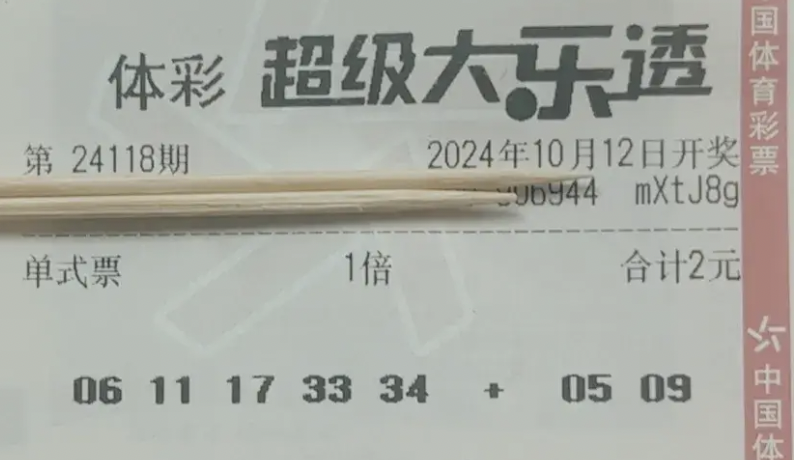 体彩 超级大乐透
第 24118期 2024年10月12日开奖
mXtJ8g
单式票 1倍 合计2元
06 11 17 33 34 + 05 09
国体育彩票
中国体